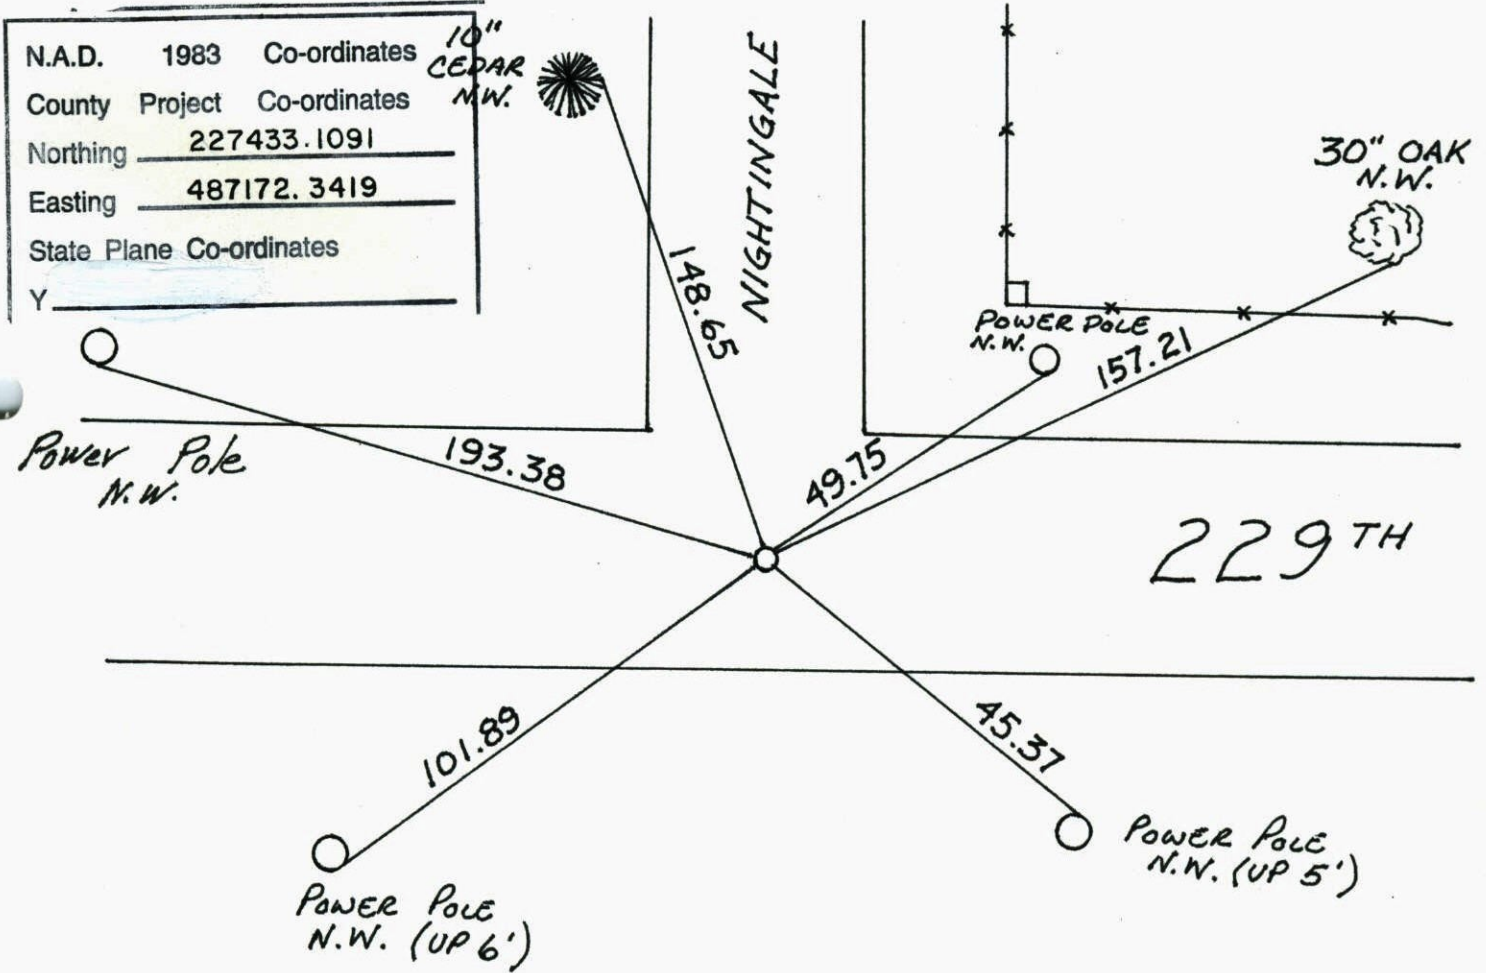 N.A.D. 1983 Co-ordinates
County Project Co-ordinates
Northing 227433.1091
Easting 487172.3419
State Plane Co-ordinates
Y
10"
CEDAR
N.W.
NIGHTINGALE
30" OAK
N.W.
148.65
POWER POLE
N.W.
157.21
Power Pole
N.W.
193.38
49.75
229TH
101.89
45.37
POWER POLE
N.W. (UP 5')
POWER POLE
N.W. (UP 6')